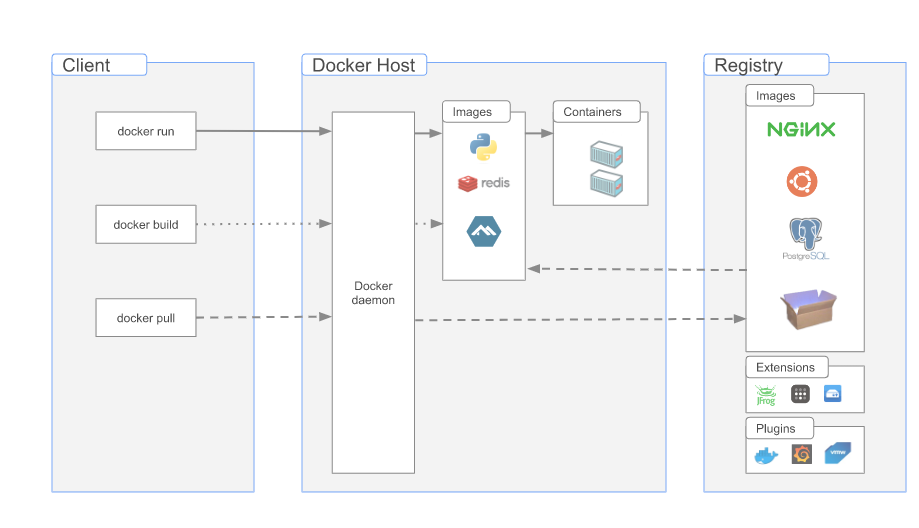 Client
docker run
docker build
docker pull
Docker Host
Docker
daemon
Images
redis
Containers
Registry
Images
NGiNX
PostgreSQL
Extensions
JFrog
Plugins
vmw